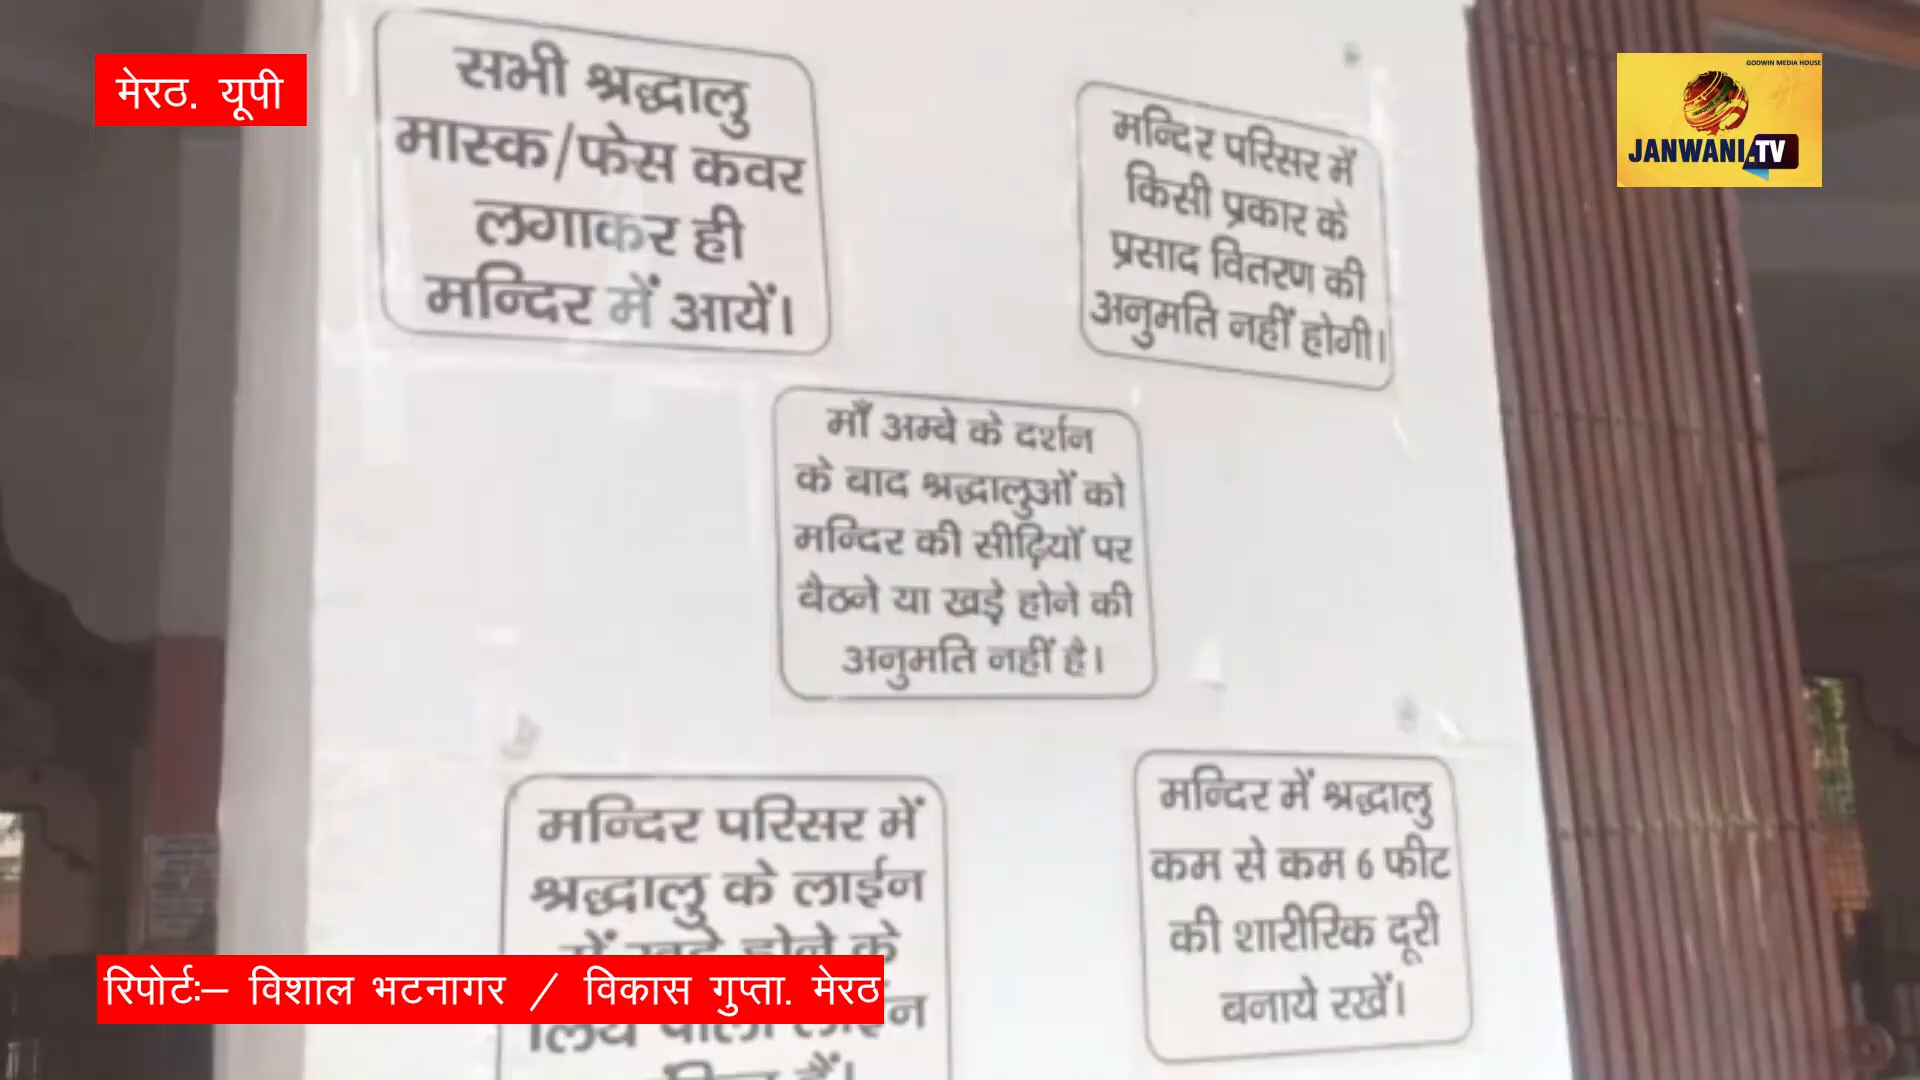 मेरठ. यूपी
GODWIN MEDIA HOUSE
JANWANI.TV
सभी श्रद्धालु
मास्क/फेस कवर
लगाकर ही
मन्दिर में आयें।
मन्दिर परिसर में
किसी प्रकार के
प्रसाद वितरण की
अनुमति नहीं होगी।
माँ अम्बे के दर्शन
के बाद श्रद्धालुओं को
मन्दिर की सीढ़ियों पर
बैठने या खड़े होने की
अनुमति नहीं है।
मन्दिर परिसर में
श्रद्धालु के लाईन
में खड़े होने के
लिये
मन्दिर में श्रद्धालु
कम से कम 6 फीट
की शारीरिक दूरी
बनाये रखें।
रिपोर्टः– विशाल भटनागर / विकास गुप्ता. मेरठ